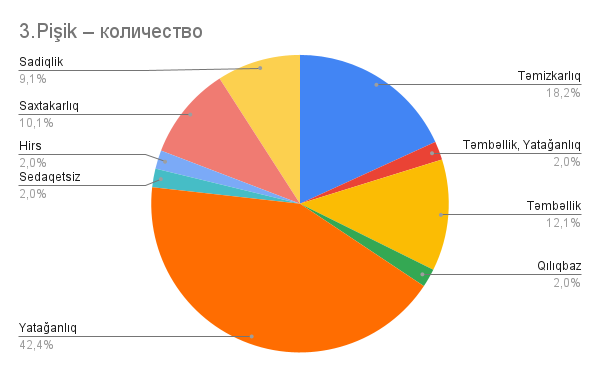 3.Pişik – количество
Sadiqlik
9,1%
Saxtakarlıq
10,1%
Hirs
2,0%
Sedaqetsiz
2,0%
Yatağanlıq
42,4%
Təmizkarlıq
18,2%
Təmbəllik, Yatağanlıq
2,0%
Təmbəllik
12,1%
Qılıqbaz
2,0%